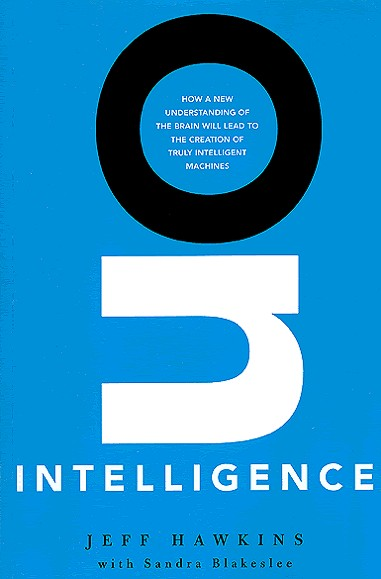 HOW A NEW
UNDERSTANDING OF
THE BRAIN WILL LEAD TO
THE CREATION OF
TRULY INTELLIGENT
MACHINES
On
INTELLIGENCE
JEFF HAWKINS
with Sandra Blakeslee